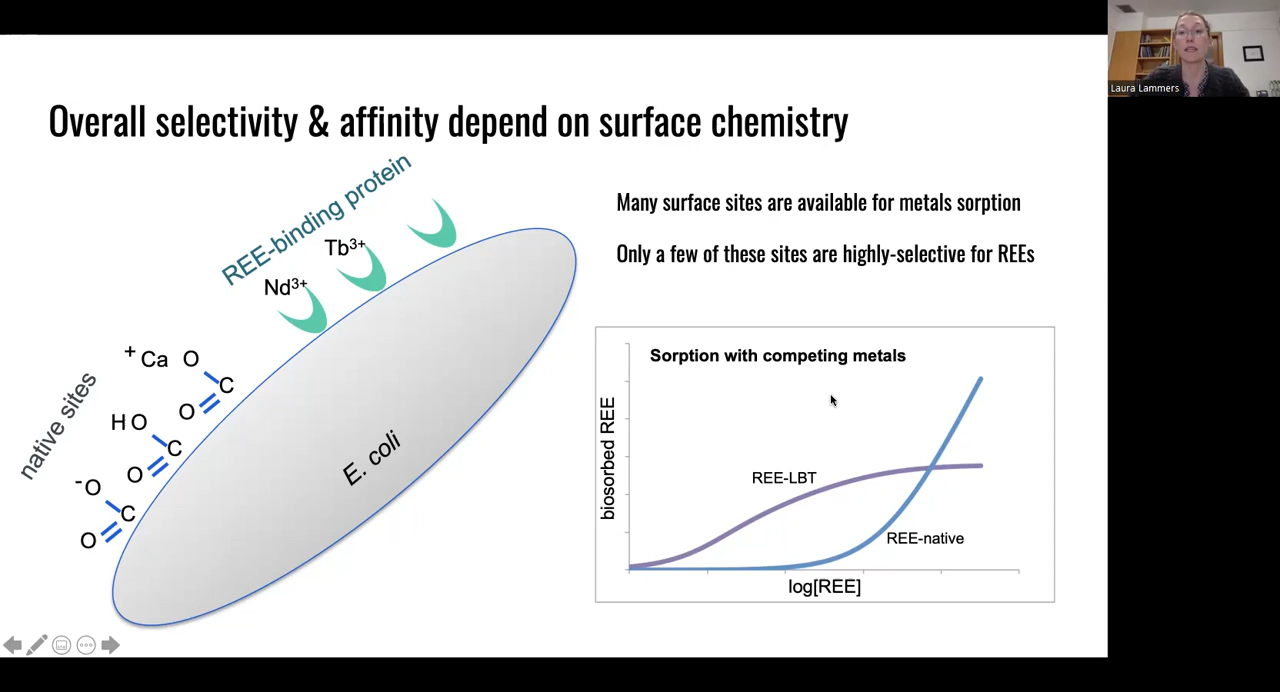 Laura Lammers
Overall selectivity & affinity depend on surface chemistry
REE-binding protein
Tb³⁺
Nd³⁺
native sites
+ Ca O
C
O
H O
C
O
-O
C
O
E. coli
Many surface sites are available for metals sorption
Only a few of these sites are highly-selective for REEs
Sorption with competing metals
biosorbed REE
REE-LBT
REE-native
log[REE]